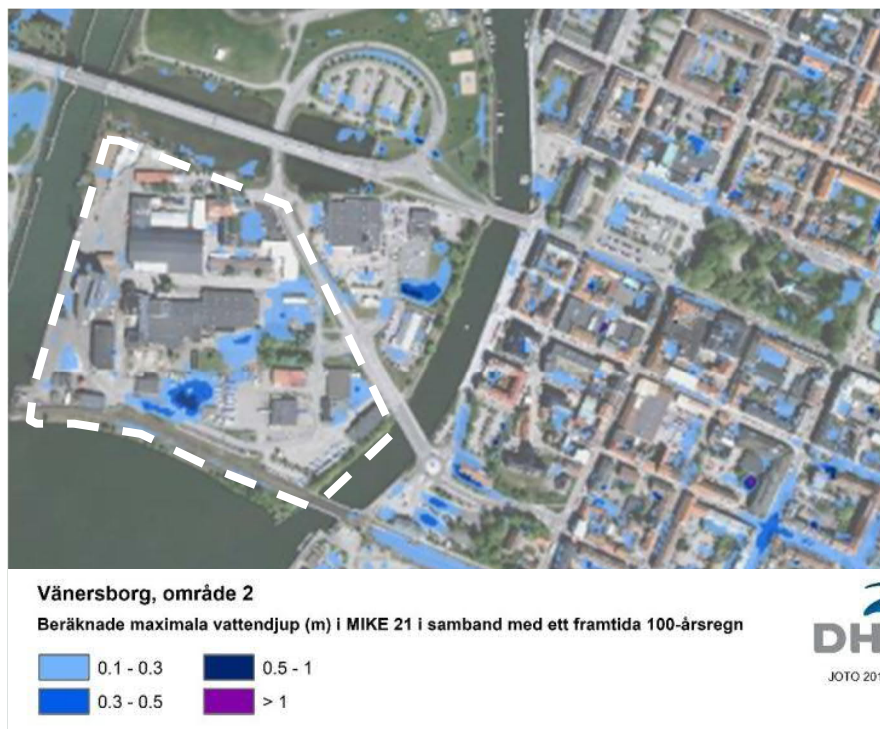 Vänersborg, område 2
Beräknade maximala vattendjup (m) i MIKE 21 i samband med ett framtida 100-årsregn
0.1 - 0.3
0.5 - 1
0.3 - 0.5
> 1
DH
JOTO 201